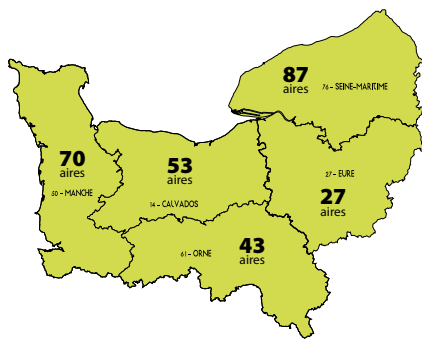 87
aires
76 - SEINE-MARITIME
70
aires
50 - MANCHE
53
aires
14 - CALVADOS
27 - EURE
27
aires
61 - ORNE
43
aires